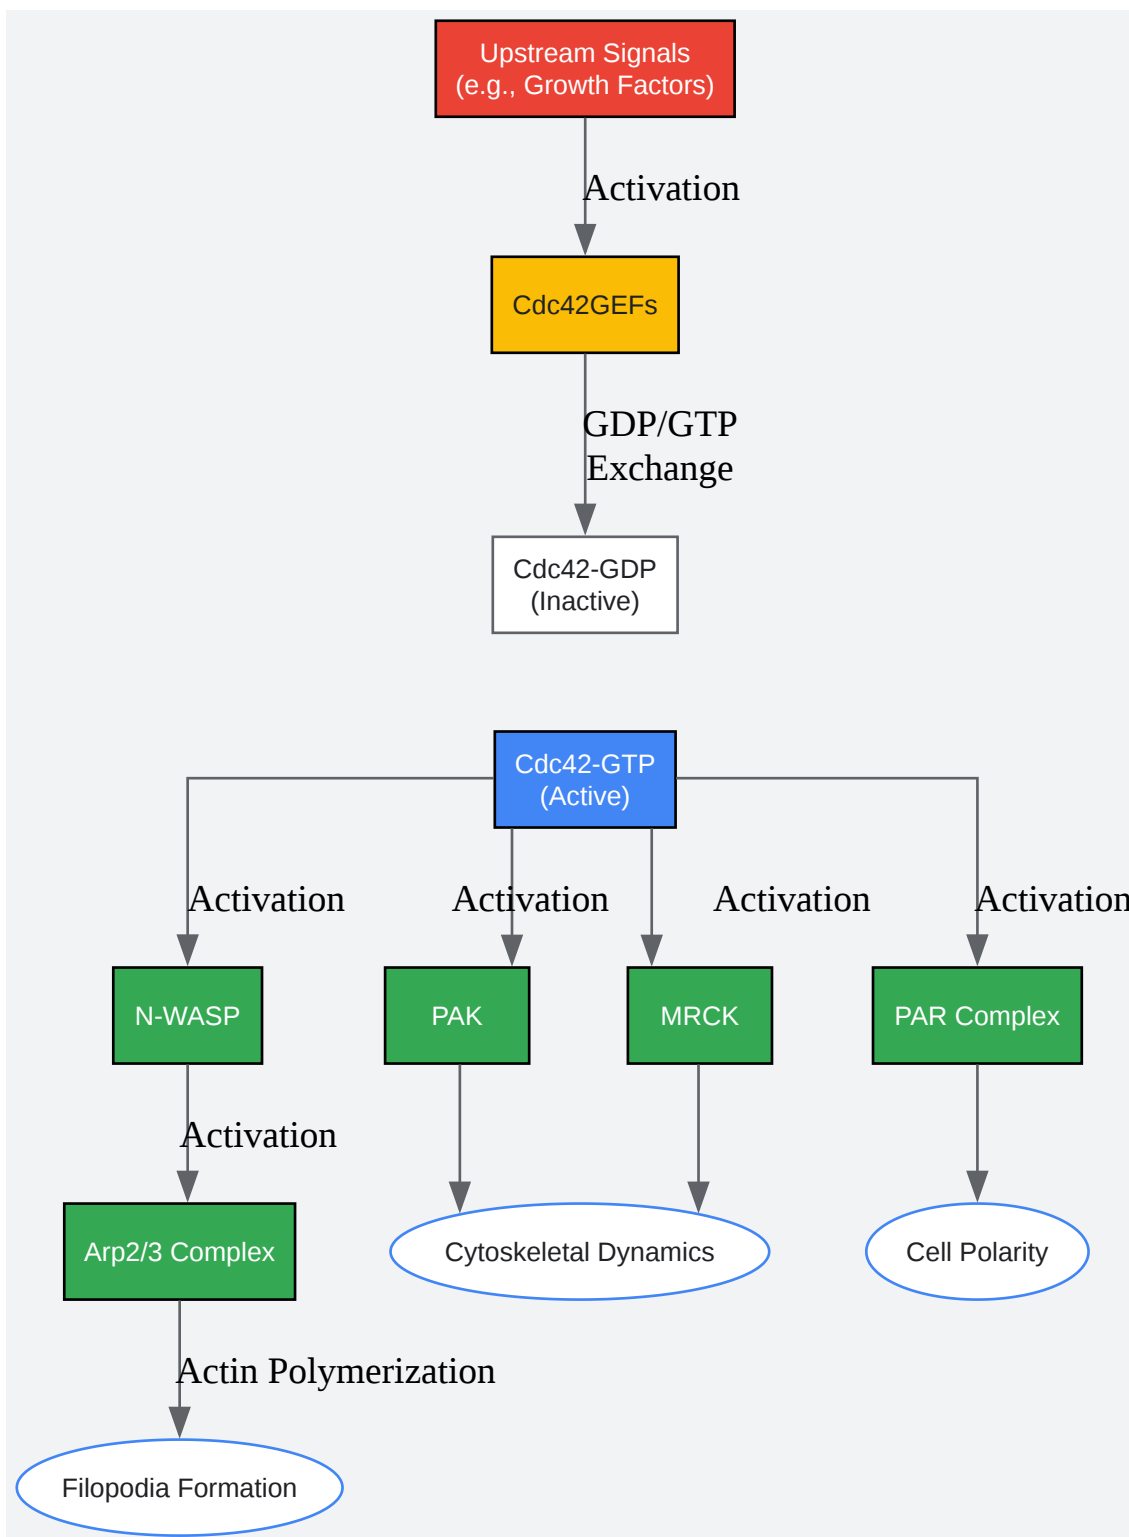 Upstream Signals
(e.g., Growth Factors)
Activation
Cdc42GEFs
GDP/GTP
Exchange
Cdc42-GDP
(Inactive)
Cdc42-GTP
(Active)
Activation
Activation
Activation
Activation
N-WASP
PAK
MRCK
PAR Complex
Activation
Arp2/3 Complex
Cytoskeletal Dynamics
Cell Polarity
Actin Polymerization
Filopodia Formation